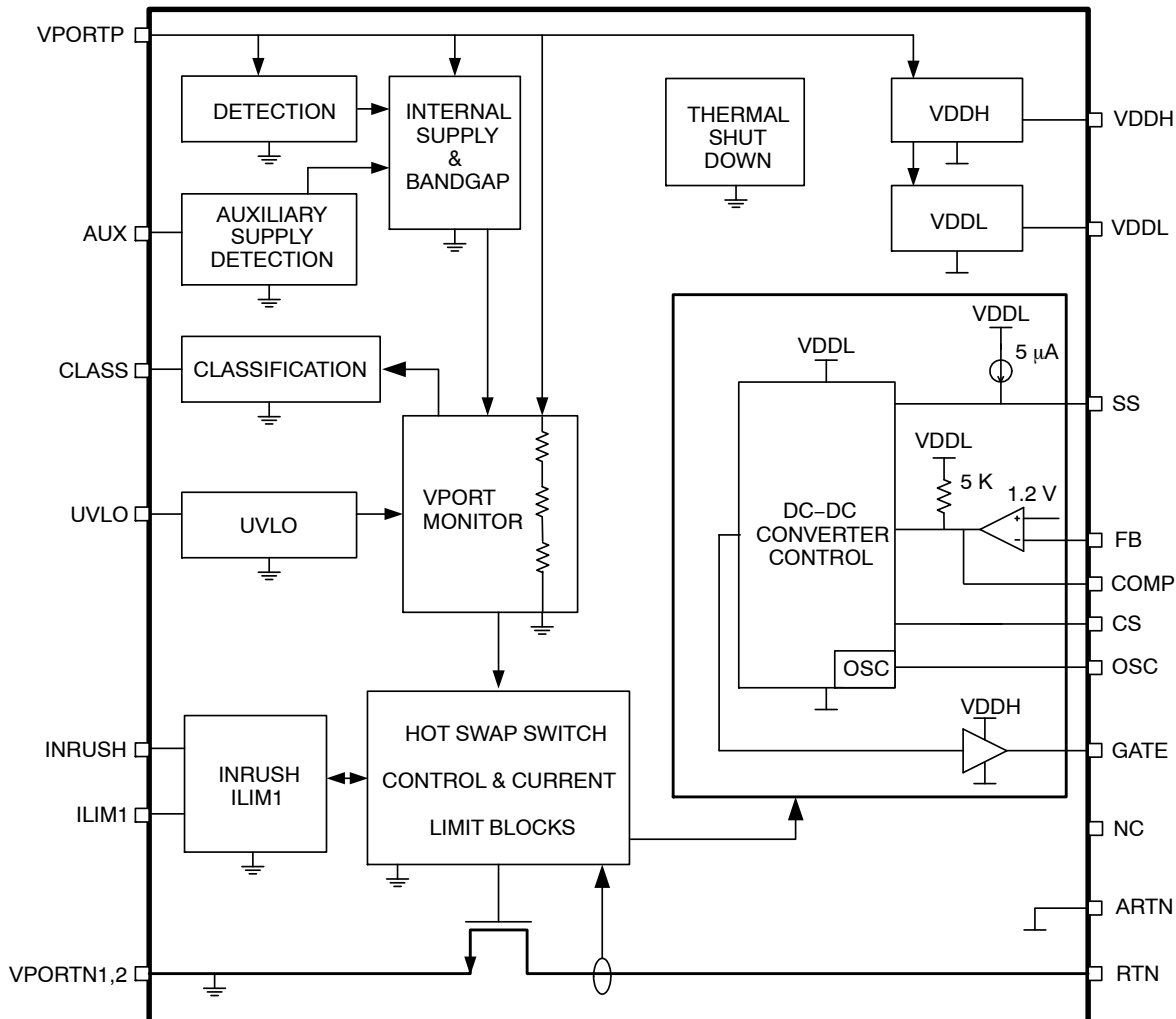 VPORTP
DETECTION
INTERNAL
SUPPLY
&
BANDGAP
THERMAL
SHUT
DOWN
VDDH
VDDH
AUX
AUXILIARY
SUPPLY
DETECTION
VDDL
VDDL
CLASS
CLASSIFICATION
VDDL
VDDL
5 μA
SS
UVLO
UVLO
VPORT
MONITOR
DC−DC
CONVERTER
CONTROL
VDDL
5 K
1.2 V
+
-
FB
COMP
CS
OSC
OSC
INRUSH
ILIM1
INRUSH
ILIM1
HOT SWAP SWITCH
CONTROL & CURRENT
LIMIT BLOCKS
VDDH
GATE
NC
ARTN
VPORTN1,2
RTN